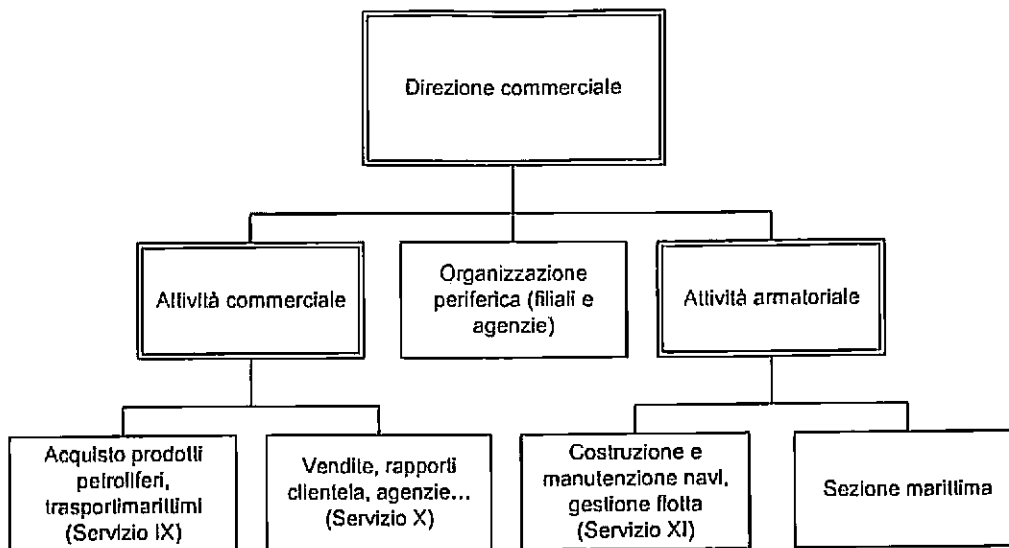 Direzione commerciale
Attività commerciale
Organizzazione
periferica (filiali e
agenzie)
Attività armatoriale
Acquisto prodotti
petroliferi,
trasportimarittimi
(Servizio IX)
Vendite, rapporti
clientela, agenzie...
(Servizio X)
Costruzione e
manutenzione navi,
gestione flotta
(Servizio XI)
Sezione marittima